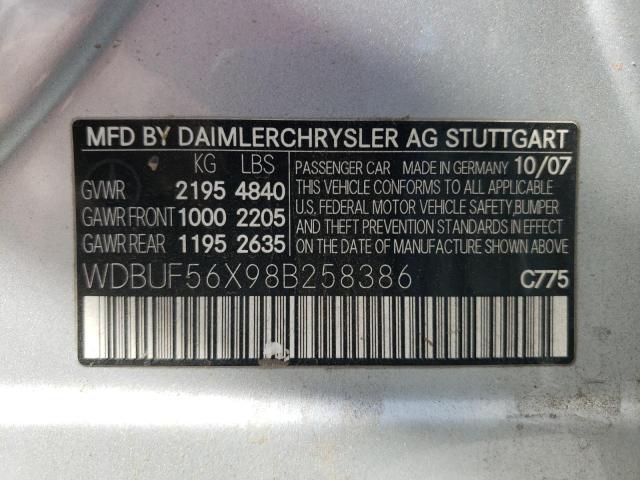 MFD BY DAIMLERCHRYSLER AG STUTTGART
KG LBS
GVWR 2195 4840
GAWR FRONT 1000 2205
GAWR REAR 1195 2635
PASSENGER CAR MADE IN GERMANY 10/07
THIS VEHICLE CONFORMS TO ALL APPLICABLE
U.S. FEDERAL MOTOR VEHICLE SAFETY, BUMPER
AND THEFT PREVENTION STANDARDS IN EFFECT
ON THE DATE OF MANUFACTURE SHOWN ABOVE.
WDBUF56X98B258386 C775